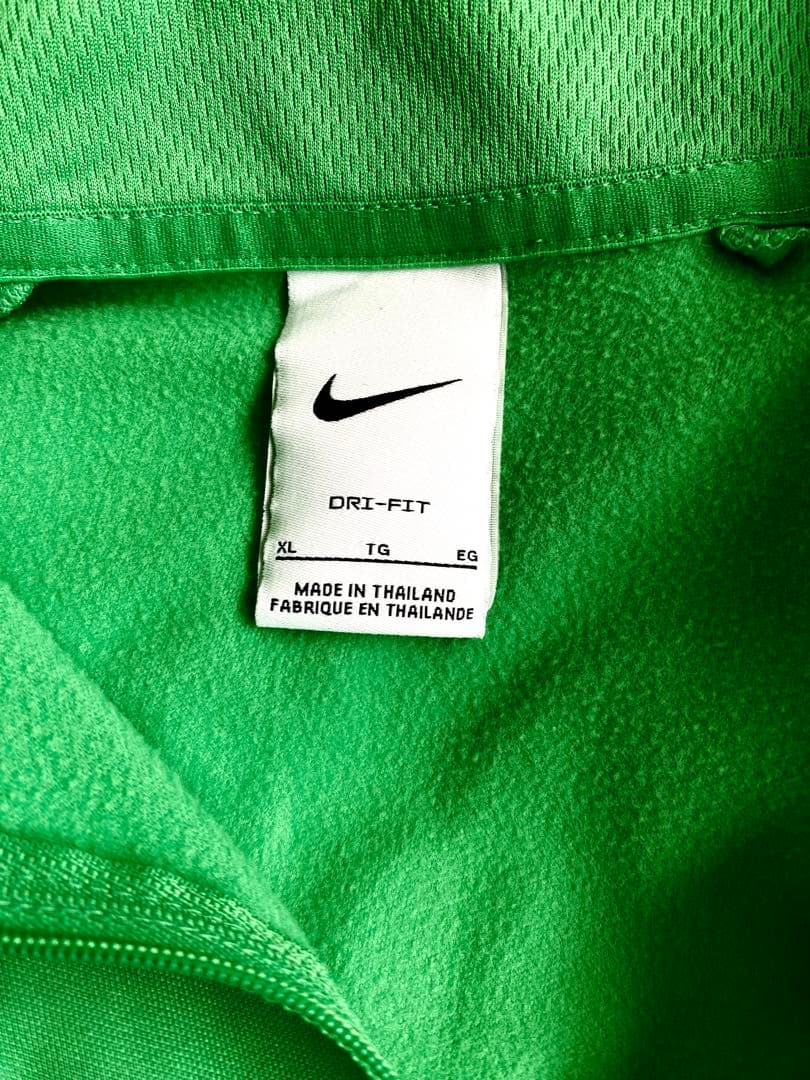 DRI-FIT
XL TG EG
MADE IN THAILAND
FABRIQUE EN THAILANDE